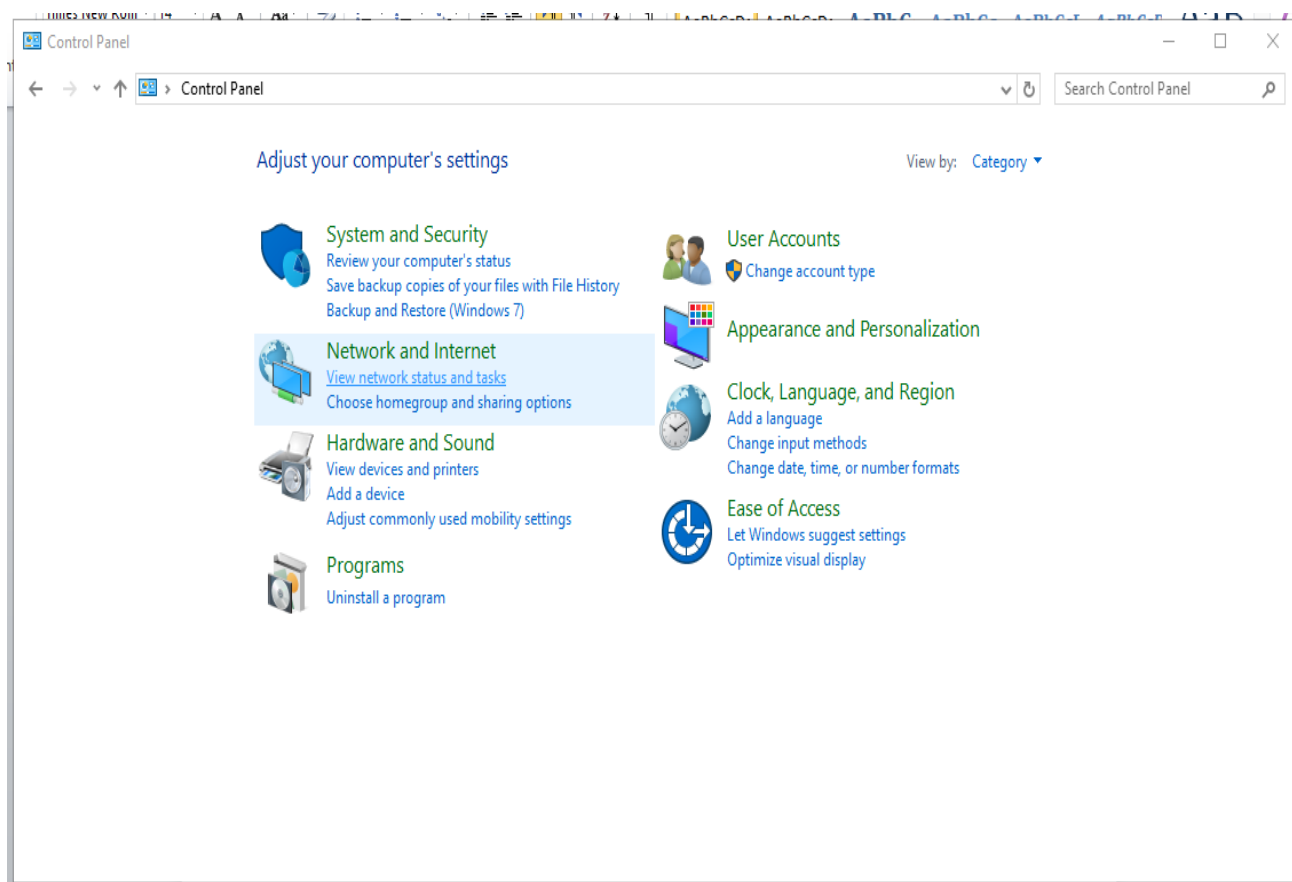 Control Panel
Control Panel
Search Control Panel
Adjust your computer's settings
View by: Category
System and Security
Review your computer's status
Save backup copies of your files with File History
Backup and Restore (Windows 7)
Network and Internet
View network status and tasks
Choose homegroup and sharing options
Hardware and Sound
View devices and printers
Add a device
Adjust commonly used mobility settings
Programs
Uninstall a program
User Accounts
Change account type
Appearance and Personalization
Clock, Language, and Region
Add a language
Change input methods
Change date, time, or number formats
Ease of Access
Let Windows suggest settings
Optimize visual display